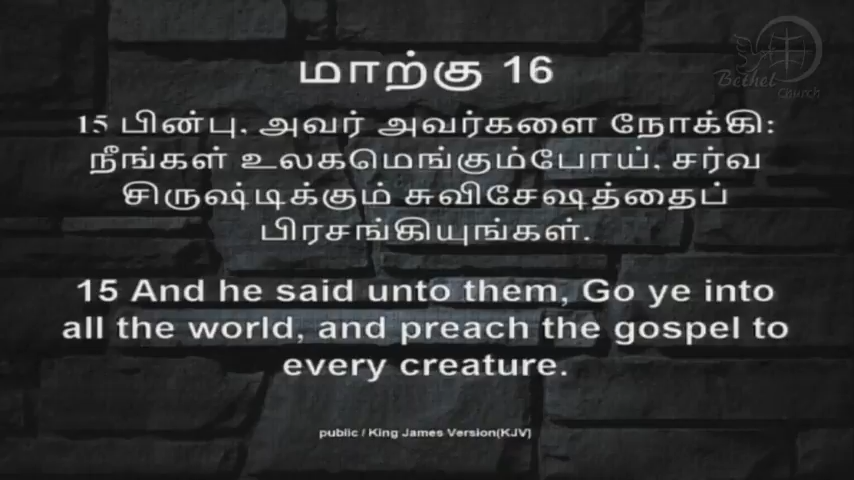 Bethel
Church
மாற்கு 16
15 பின்பு, அவர் அவர்களை நோக்கி:
நீங்கள் உலகமெங்கும்போய், சர்வ
சிருஷ்டிக்கும் சுவிசேஷத்தைப்
பிரசங்கியுங்கள்.
15 And he said unto them, Go ye into
all the world, and preach the gospel to
every creature.
public / King James Version(KJV)